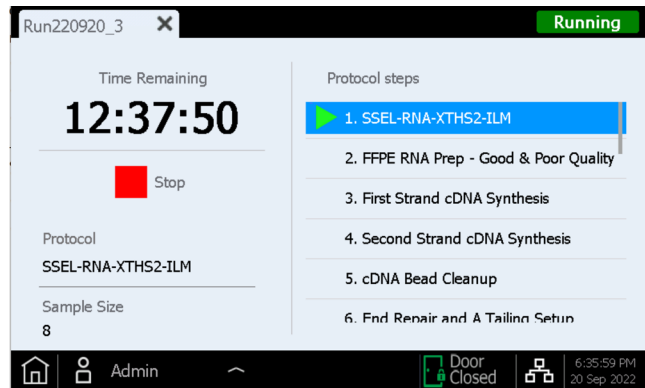 Run220920_3
Running
Time Remaining
12:37:50
Stop
Protocol
SSEL-RNA-XTHS2-ILM
Sample Size
8
Protocol steps
1. SSEL-RNA-XTHS2-ILM
2. FFPE RNA Prep - Good & Poor Quality
3. First Strand cDNA Synthesis
4. Second Strand cDNA Synthesis
5. cDNA Bead Cleanup
6. End Repair and A Tailing Setup
Admin
Door
Closed
6:35:59 PM
20 Sep 2022